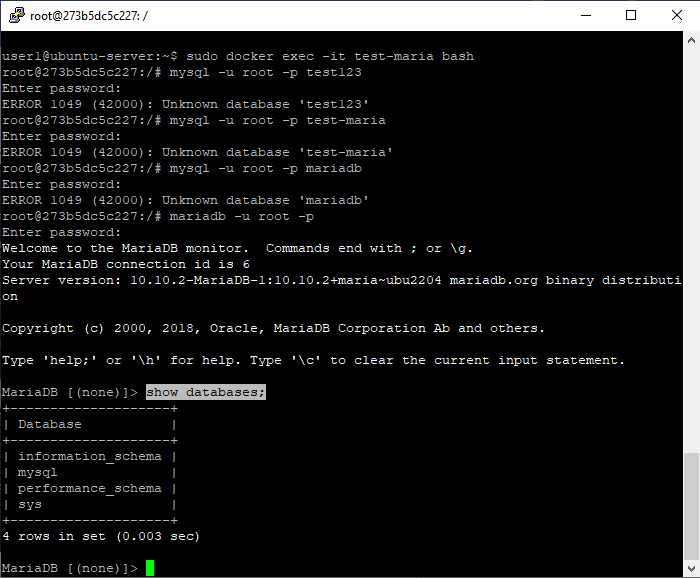 root@273b5dc5c227: /
user1@ubuntu-server:~$ sudo docker exec -it test-maria bash
root@273b5dc5c227:/# mysql -u root -p test123
Enter password:
ERROR 1049 (42000): Unknown database 'test123'
root@273b5dc5c227:/# mysql -u root -p test-maria
Enter password:
ERROR 1049 (42000): Unknown database 'test-maria'
root@273b5dc5c227:/# mysql -u root -p mariadb
Enter password:
ERROR 1049 (42000): Unknown database 'mariadb'
root@273b5dc5c227:/# mariadb -u root -p
Enter password:
Welcome to the MariaDB monitor.  Commands end with ; or \g.
Your MariaDB connection id is 6
Server version: 10.10.2-MariaDB-1:10.10.2+maria~ubu2204 mariadb.org binary distributi
on
Copyright (c) 2000, 2018, Oracle, MariaDB Corporation Ab and others.
Type 'help;' or '\h' for help. Type '\c' to clear the current input statement.
MariaDB [(none)]> show databases;
+--------------------+
| Database           |
+--------------------+
| information_schema |
| mysql              |
| performance_schema |
| sys                |
+--------------------+
4 rows in set (0.003 sec)
MariaDB [(none)]>